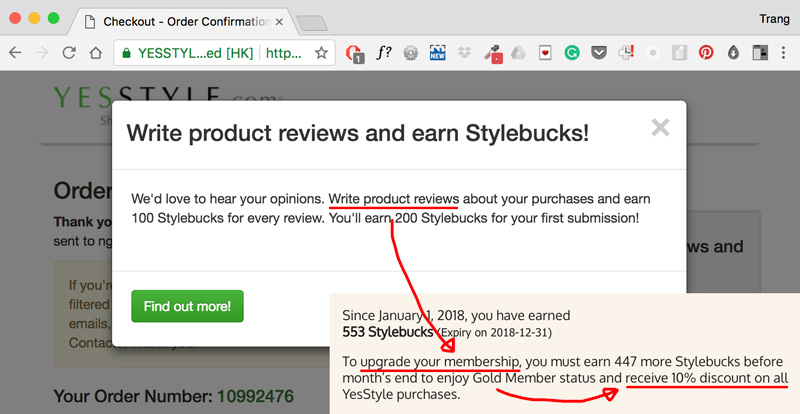 Checkout - Order Confirmation
Trang
YESSTYL...ed [HK] | http...
1
f?
NEW
YESSTYLE.com
Sh
Write product reviews and earn Stylebucks!
Orde
We'd love to hear your opinions. Write product reviews about your purchases and earn
100 Stylebucks for every review. You'll earn 200 Stylebucks for your first submission!
Thank yo
sent to ng
ws and
If you're
filtered
emails,
Contac
Find out more!
Since January 1, 2018, you have earned
553 Stylebucks (Expiry on 2018-12-31)
To upgrade your membership, you must earn 447 more Stylebucks before
month's end to enjoy Gold Member status and receive 10% discount on all
YesStyle purchases.
Your Order Number: 10992476